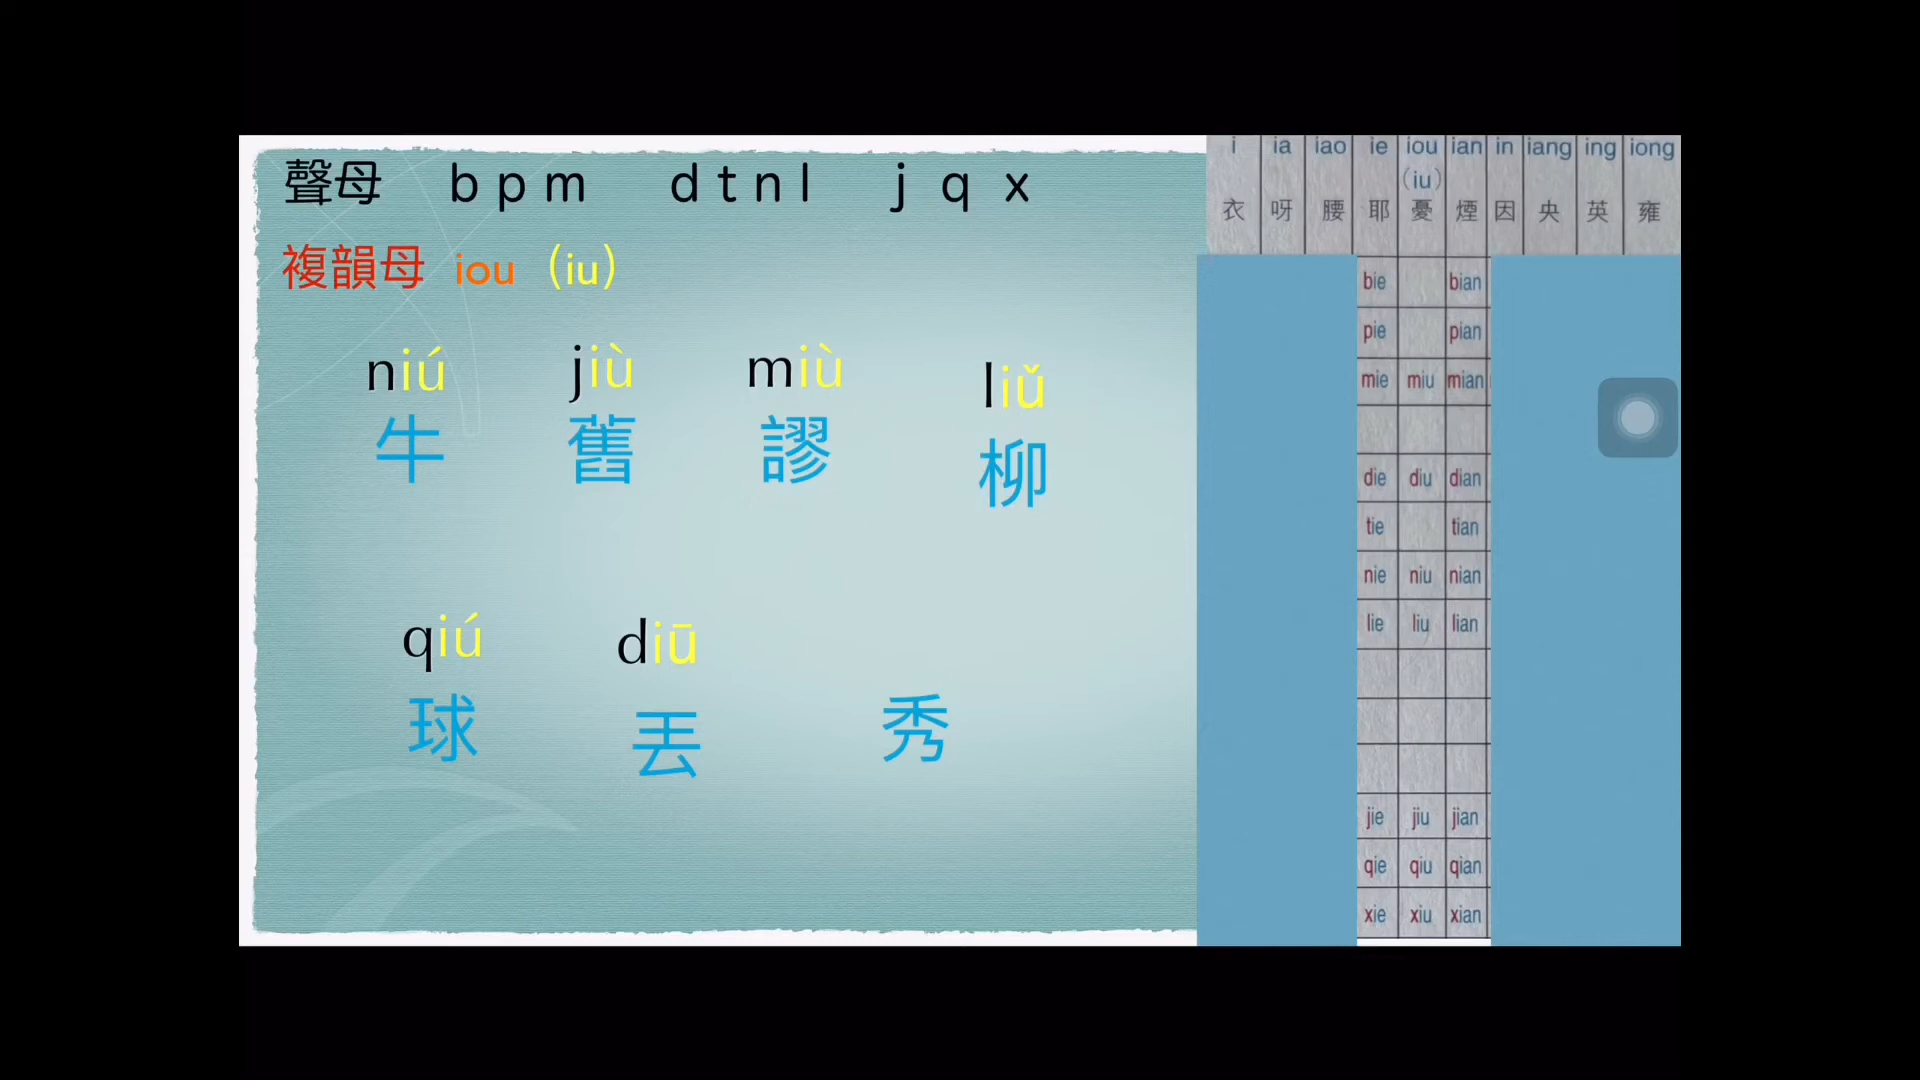 聲母 b p m d t n l j q x
複韻母 iou (iu)
niú jiù miù liǔ
牛 舊 謬 柳
qiú diū
球 丟 秀
i ia iao ie iou ian in iang ing iong
(iu)
衣 呀 腰 耶 憂 煙 因 央 英 雍
bie bian
pie pian
mie miu mian
die diu dian
tie tian
nie niu nian
lie liu lian
jie jiu jian
qie qiu qian
xie xiu xian